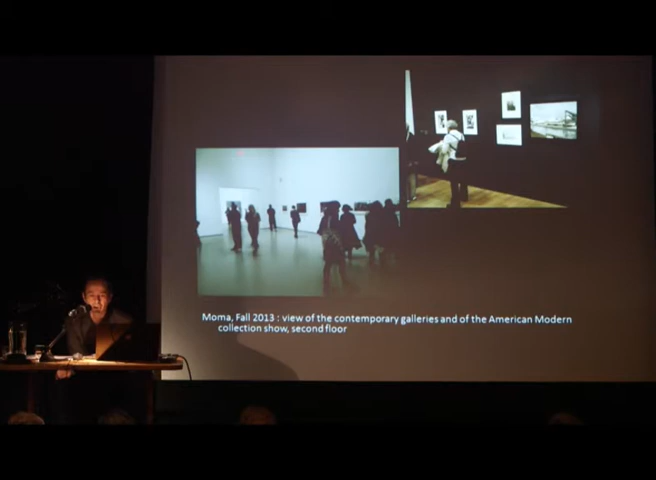 Moma, Fall 2013 : view of the contemporary galleries and of the American Modern
collection show, second floor